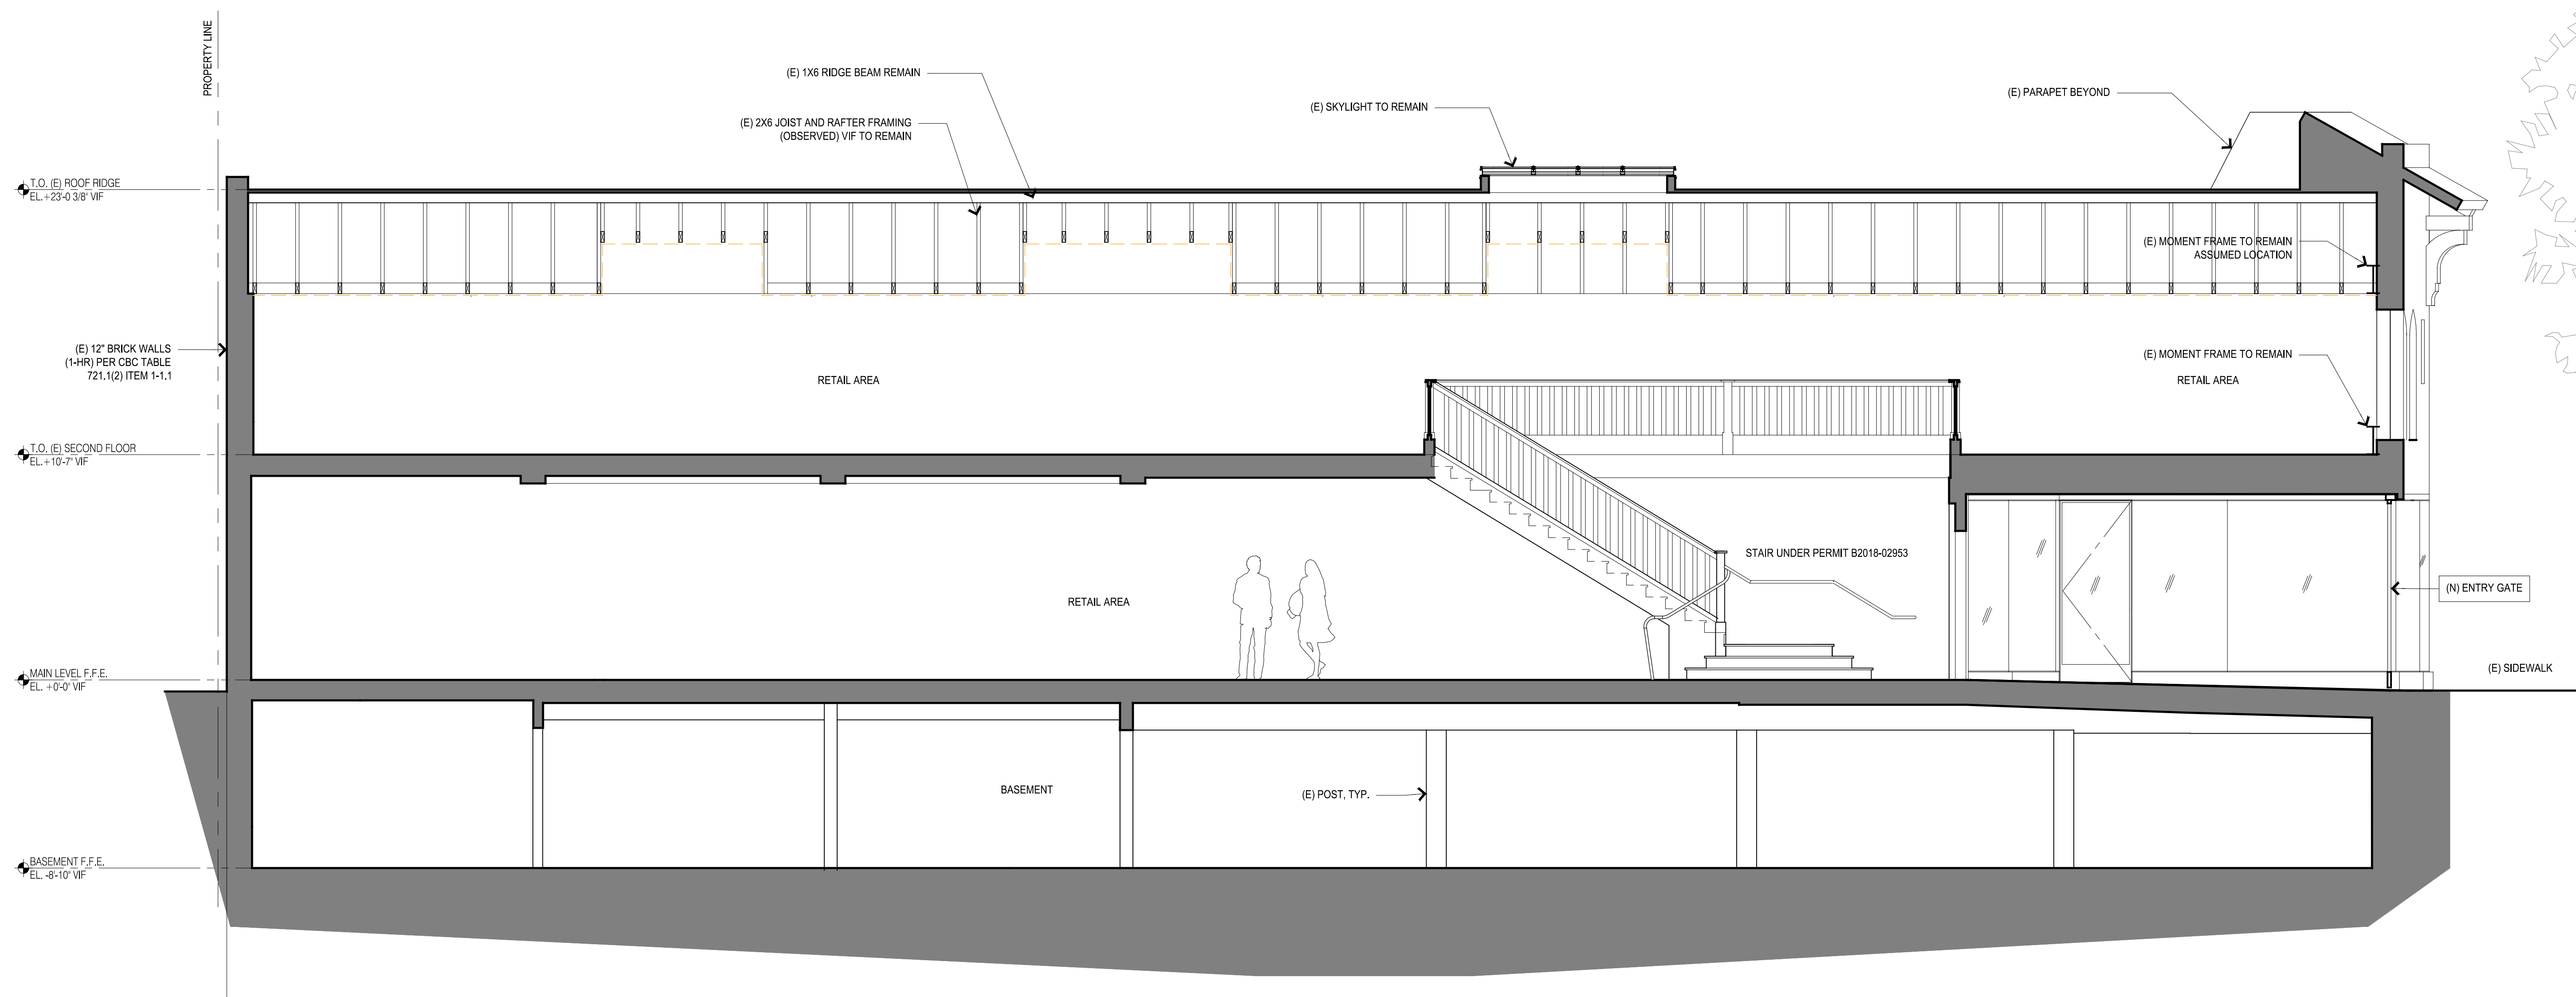 PROPERTY LINE
(E) 1X6 RIDGE BEAM REMAIN
(E) SKYLIGHT TO REMAIN
(E) PARAPET BEYOND
(E) 2X6 JOIST AND RAFTER FRAMING
(OBSERVED) VIF TO REMAIN
T.O. (E) ROOF RIDGE
EL.+23'-0 3/8" VIF
(E) MOMENT FRAME TO REMAIN
ASSUMED LOCATION
(E) 12" BRICK WALLS
(1-HR) PER CBC TABLE
721.1(2) ITEM 1-1.1
(E) MOMENT FRAME TO REMAIN
RETAIL AREA
RETAIL AREA
T.O. (E) SECOND FLOOR
EL.+10'-7" VIF
STAIR UNDER PERMIT B2018-02953
RETAIL AREA
(N) ENTRY GATE
MAIN LEVEL F.F.E.
EL. +0'-0" VIF
(E) SIDEWALK
BASEMENT
(E) POST, TYP.
BASEMENT F.F.E.
EL. -8'-10" VIF